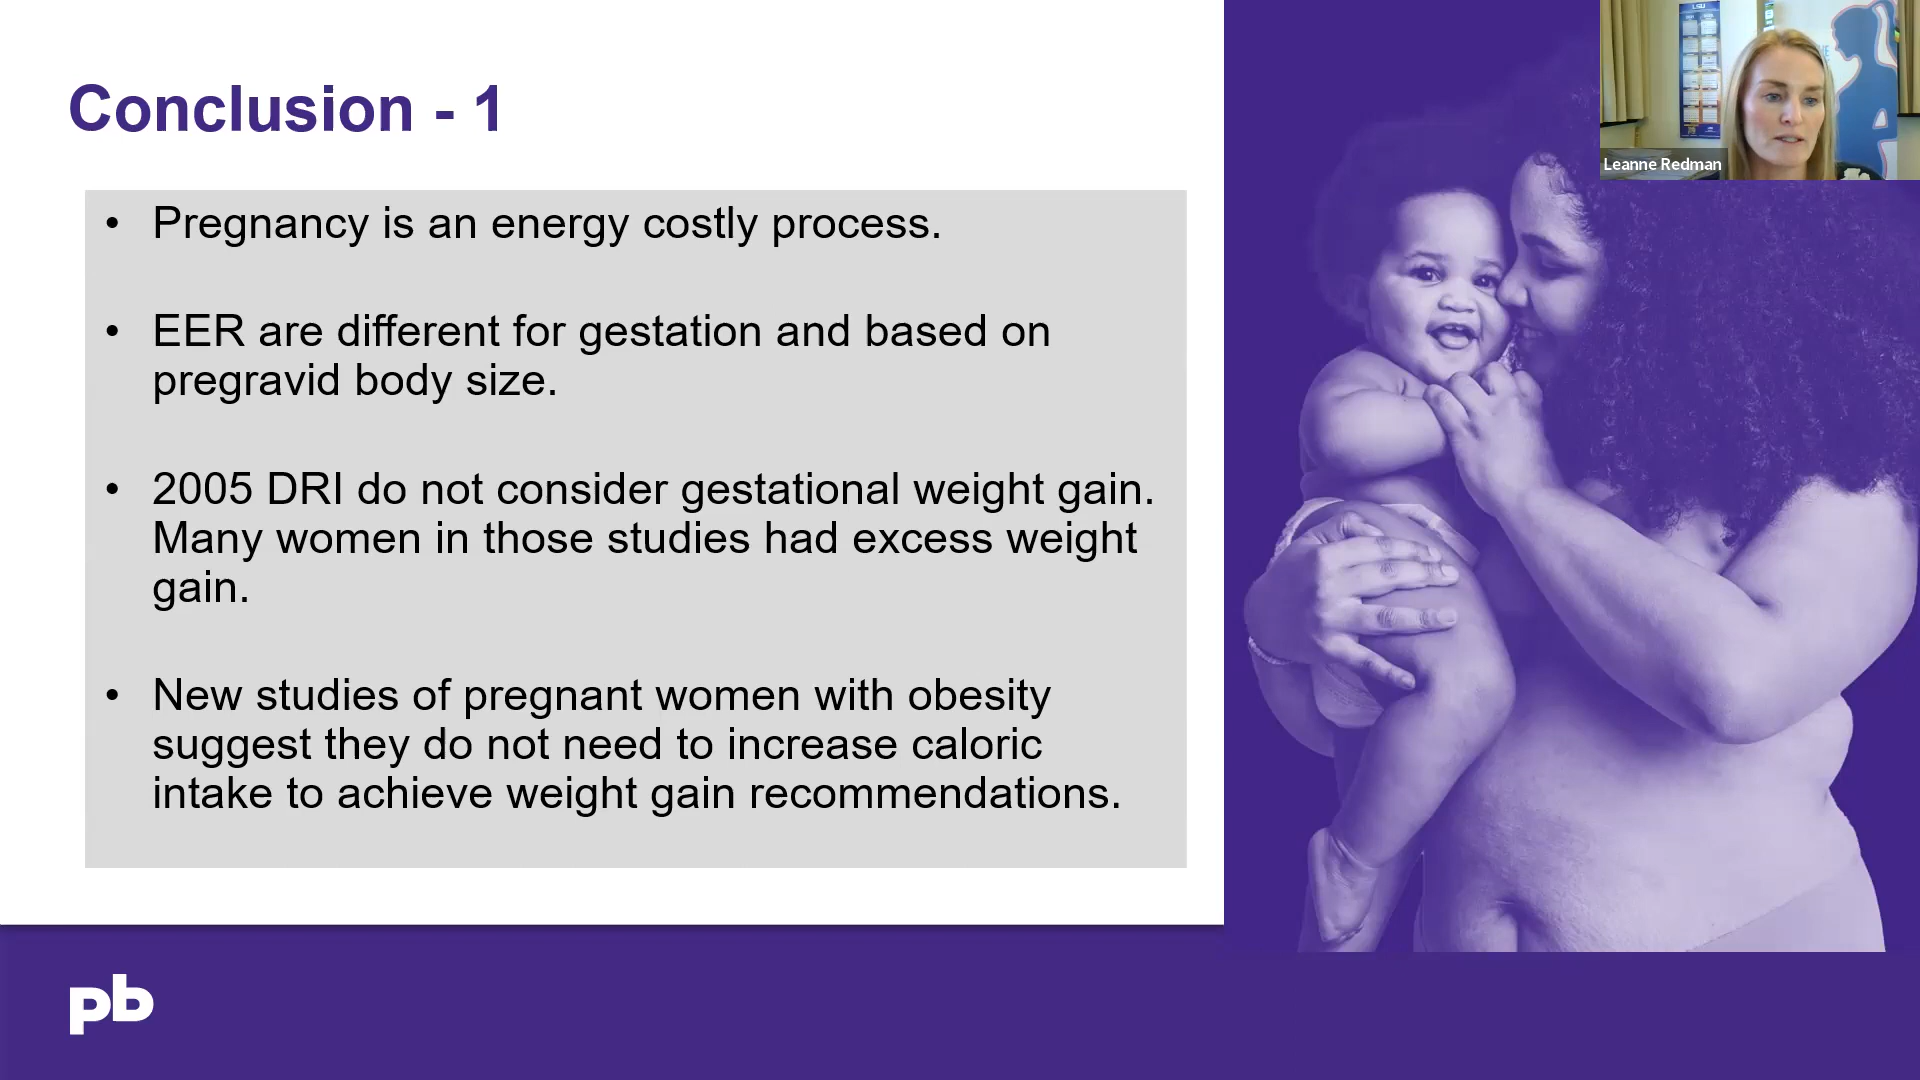 Conclusion - 1
• Pregnancy is an energy costly process.
• EER are different for gestation and based on
pregravid body size.
• 2005 DRI do not consider gestational weight gain.
Many women in those studies had excess weight
gain.
• New studies of pregnant women with obesity
suggest they do not need to increase caloric
intake to achieve weight gain recommendations.
pb
LSU
Leanne Redman